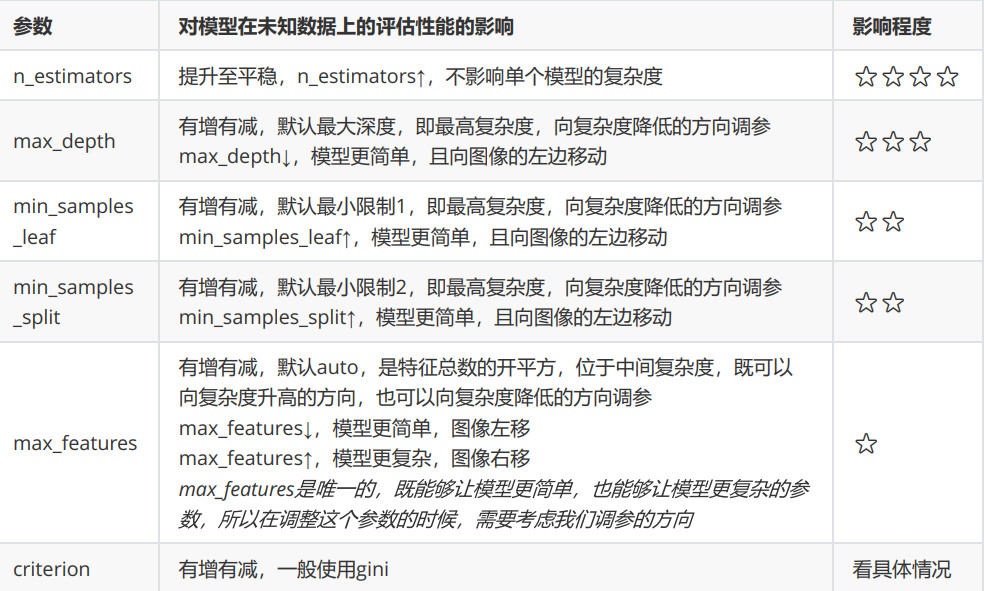 参数 对模型在未知数据上的评估性能的影响 影响程度
n_estimators 提升至平稳，n_estimators↑，不影响单个模型的复杂度 ☆☆☆☆
max_depth 有增有减，默认最大深度，即最高复杂度，向复杂度降低的方向调参
max_depth↓，模型更简单，且向图像的左边移动 ☆☆☆
min_samples
_leaf
有增有减，默认最小限制1，即最高复杂度，向复杂度降低的方向调参
min_samples_leaf↑，模型更简单，且向图像的左边移动
☆☆
min_samples
_split
有增有减，默认最小限制2，即最高复杂度，向复杂度降低的方向调参
min_samples_split↑，模型更简单，且向图像的左边移动
☆☆
max_features
有增有减，默认auto，是特征总数的开平方，位于中间复杂度，既可以
向复杂度升高的方向，也可以向复杂度降低的方向调参
max_features↓，模型更简单，图像左移
max_features↑，模型更复杂，图像右移
max_features是唯一的，既能够让模型更简单，也能够让模型更复杂的参
数，所以在调整这个参数的时候，需要考虑我们调参的方向
☆
criterion 有增有减，一般使用gini 看具体情况